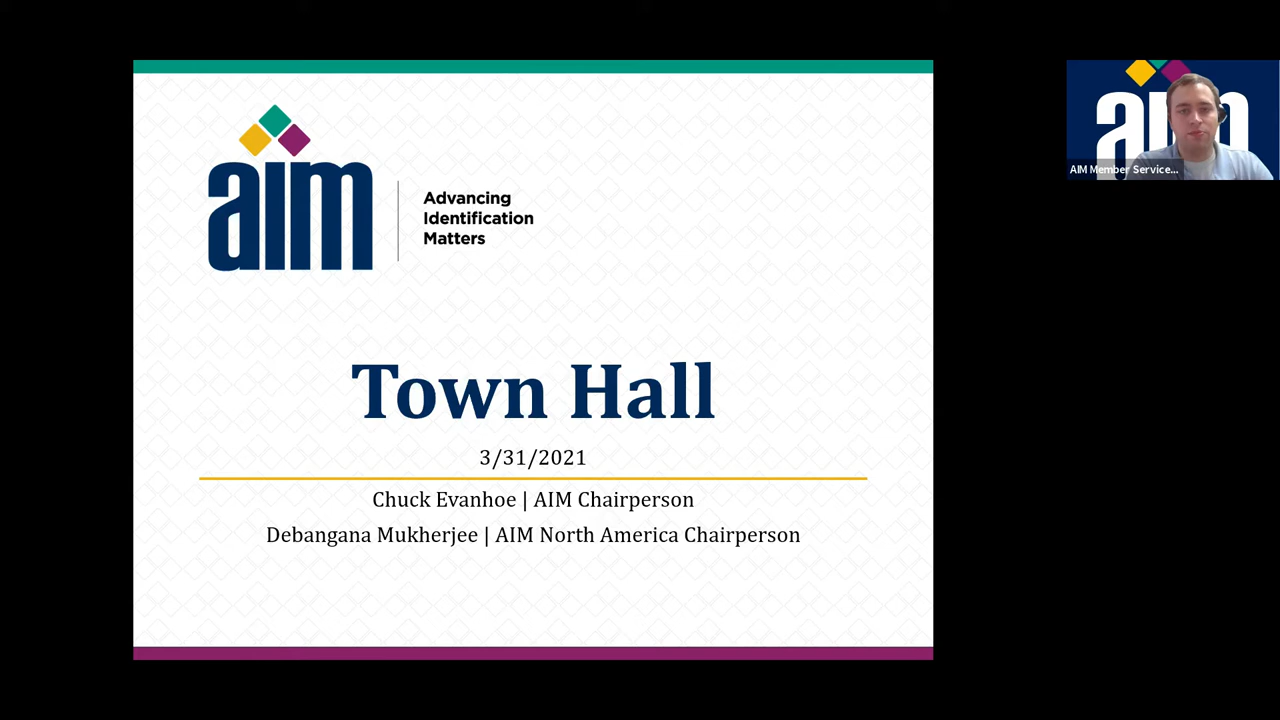 aim
Advancing
Identification
Matters
Town Hall
3/31/2021
Chuck Evanhoe | AIM Chairperson
Debangana Mukherjee | AIM North America Chairperson
aim
AIM Member Service...